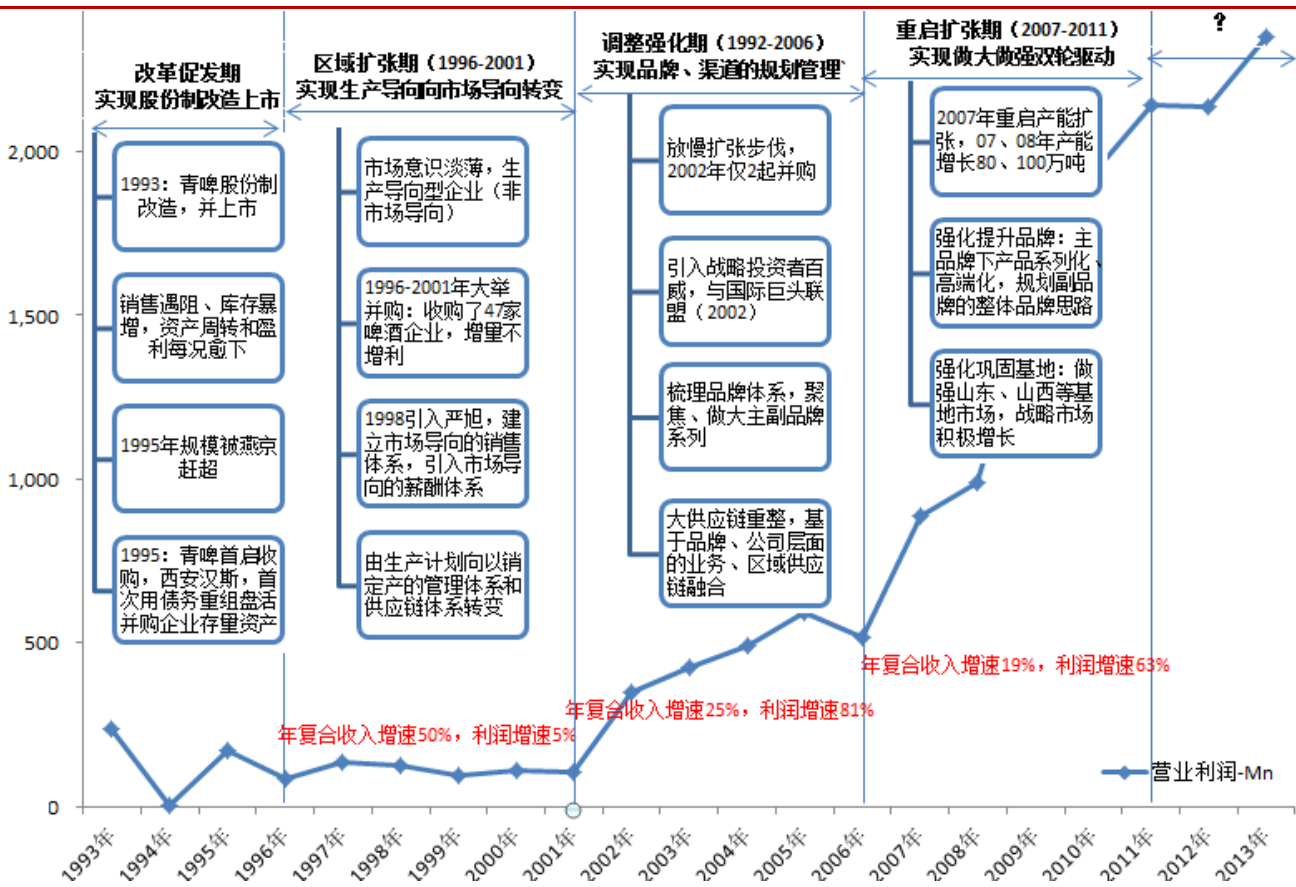 改革促发期
实现股份制改造上市
区域扩张期（1996-2001）
实现生产导向向市场导向转变
调整强化期（1992-2006）
实现品牌、渠道的规划管理
重启扩张期（2007-2011）
实现做大做强双轮驱动
?
1993：青啤股份制
改造，并上市
销售遇阻、库存暴
增，资产周转和盈
利每况愈下
1995年规模被燕京
赶超
1995：青啤首启收
购，西安汉斯，首
次用债务重组盘活
并购企业存量资产
市场意识淡薄，生
产导向型企业（非
市场导向）
1996-2001年大举
并购：收购了47家
啤酒企业，增量不
增利
1998引入严旭，建
立市场导向的销售
体系，引入市场导
向的薪酬体系
由生产计划向以销
定产的管理体系和
供应链体系转变
放慢扩张步伐，
2002年仅2起并购
引入战略投资者百
威，与国际巨头联
盟（2002）
梳理品牌体系，聚
焦、做大主副品牌
系列
大供应链重整，基
于品牌、公司层面
的业务、区域供应
链融合
2007年重启产能扩
张，07、08年产能
增长80、100万吨
强化提升品牌：主
品牌下产品系列化、
高端化，规划副品
牌的整体品牌思路
强化巩固基地：做
强山东、山西等基
地市场，战略市场
积极增长
年复合收入增速50%，利润增速5%
年复合收入增速25%，利润增速81%
年复合收入增速19%，利润增速63%
营业利润-Mn
2,000
1,500
1,000
500
0
1993年
1994年
1995年
1996年
1997年
1998年
1999年
2000年
2001年
2002年
2003年
2004年
2005年
2006年
2007年
2008年
2009年
2010年
2011年
2012年
2013年